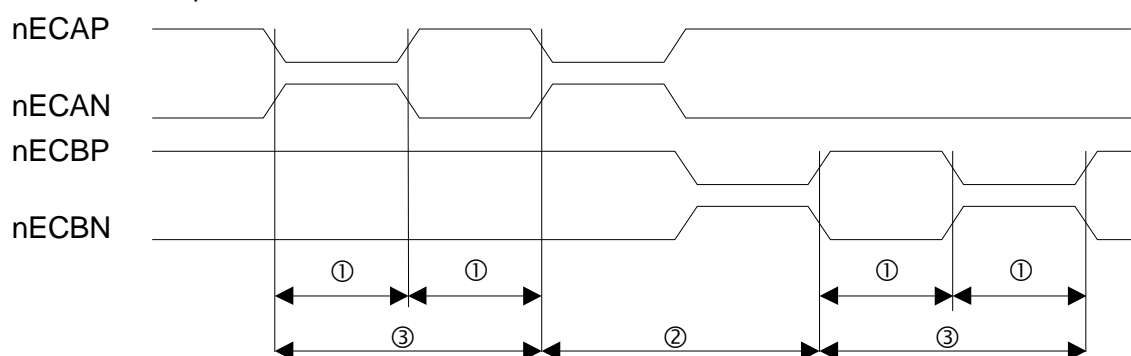 nECAP
nECAN
nECBP
nECBN
① ① ① ①
③ ② ③